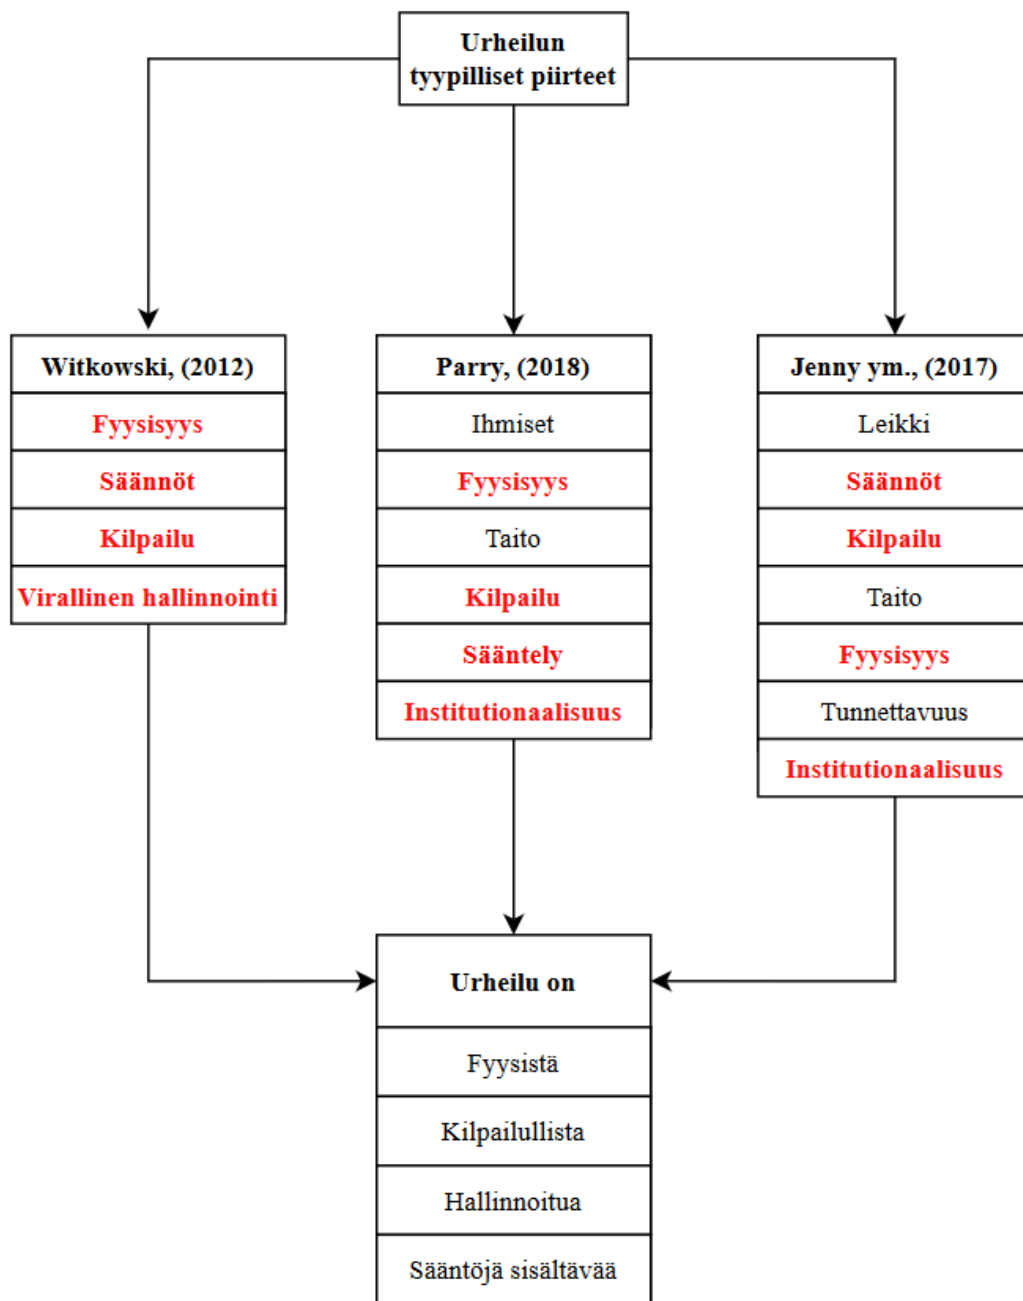 Urheilun
tyypilliset piirteet
Witkowski, (2012)
Fyysisyys
Säännöt
Kilpailu
Virallinen hallinnointi
Parry, (2018)
Ihmiset
Fyysisyys
Taito
Kilpailu
Sääntely
Institutionaalisuus
Jenny ym., (2017)
Leikki
Säännöt
Kilpailu
Taito
Fyysisyys
Tunnettavuus
Institutionaalisuus
Urheilu on
Fyysistä
Kilpailullista
Hallinnoitua
Sääntöjä sisältävää